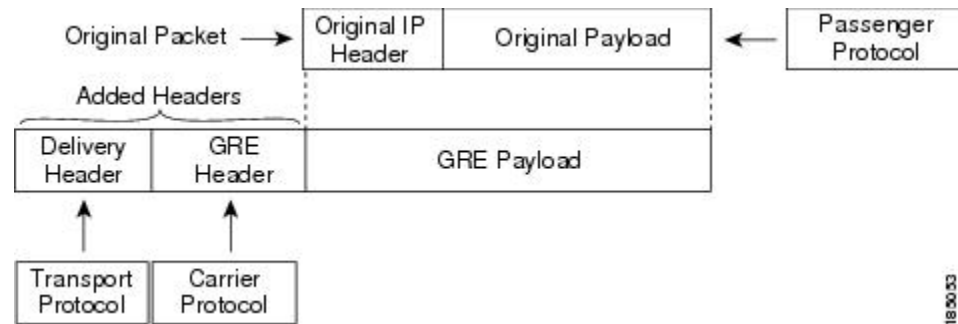 Original Packet
Original IP
Header
Original Payload
Passenger
Protocol
Added Headers
Delivery
Header
GRE
Header
GRE Payload
Transport
Protocol
Carrier
Protocol
185053